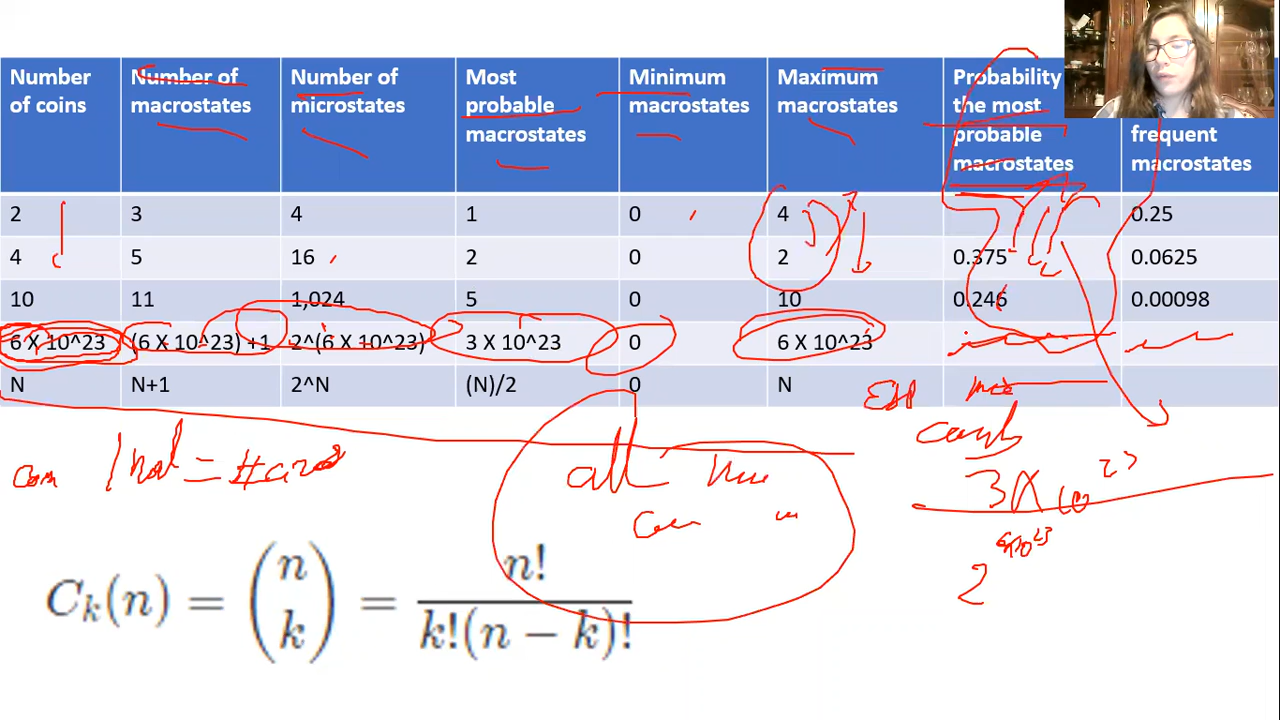 Number of coins	Number of macrostates	Number of microstates	Most probable macrostates	Minimum macrostates	Maximum macrostates	Probability the most probable macrostates	frequent macrostates
2	3	4	1	0	4	0.25
4	5	16	2	0	2	0.375	0.0625
10	11	1,024	5	0	10	0.246	0.00098
6 X 10^23	(6 X 10^23) +1	2^(6 X 10^23)	3 X 10^23	0	6 X 10^23
N	N+1	2^N	(N)/2	0	N
all
3X10^23
2^6x10^23
C_k(n) = (n k) = n! / k!(n − k)!